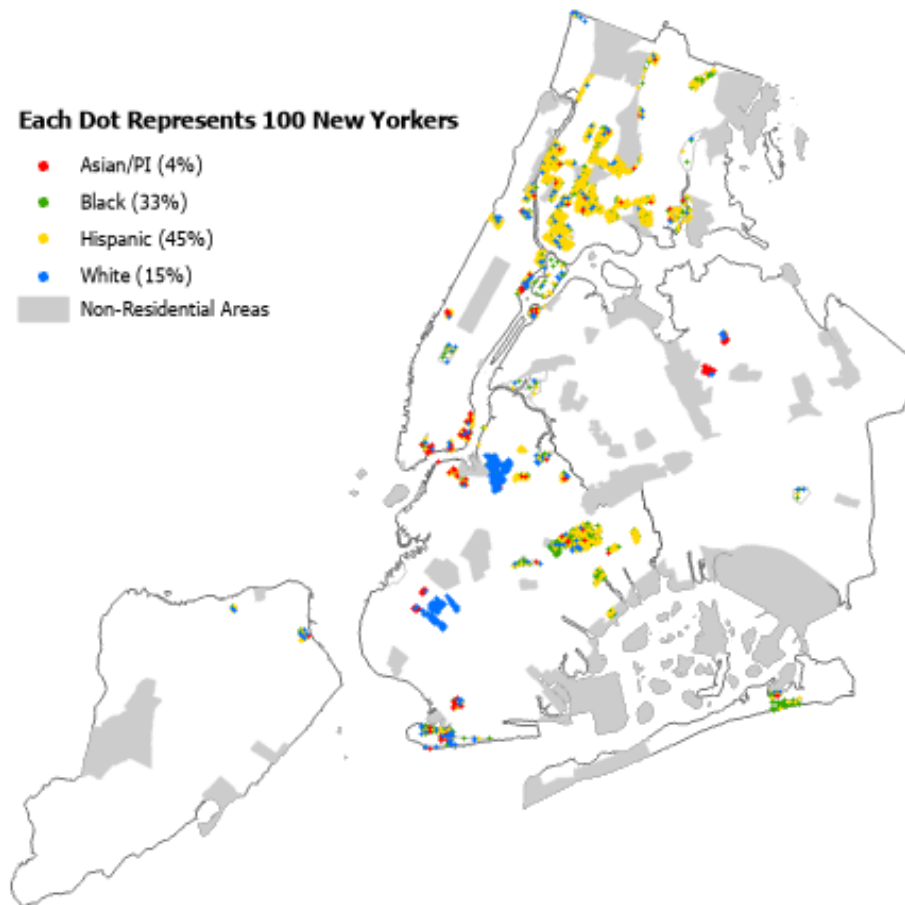 Each Dot Represents 100 New Yorkers
Asian/PI (4%)
Black (33%)
Hispanic (45%)
White (15%)
Non-Residential Areas